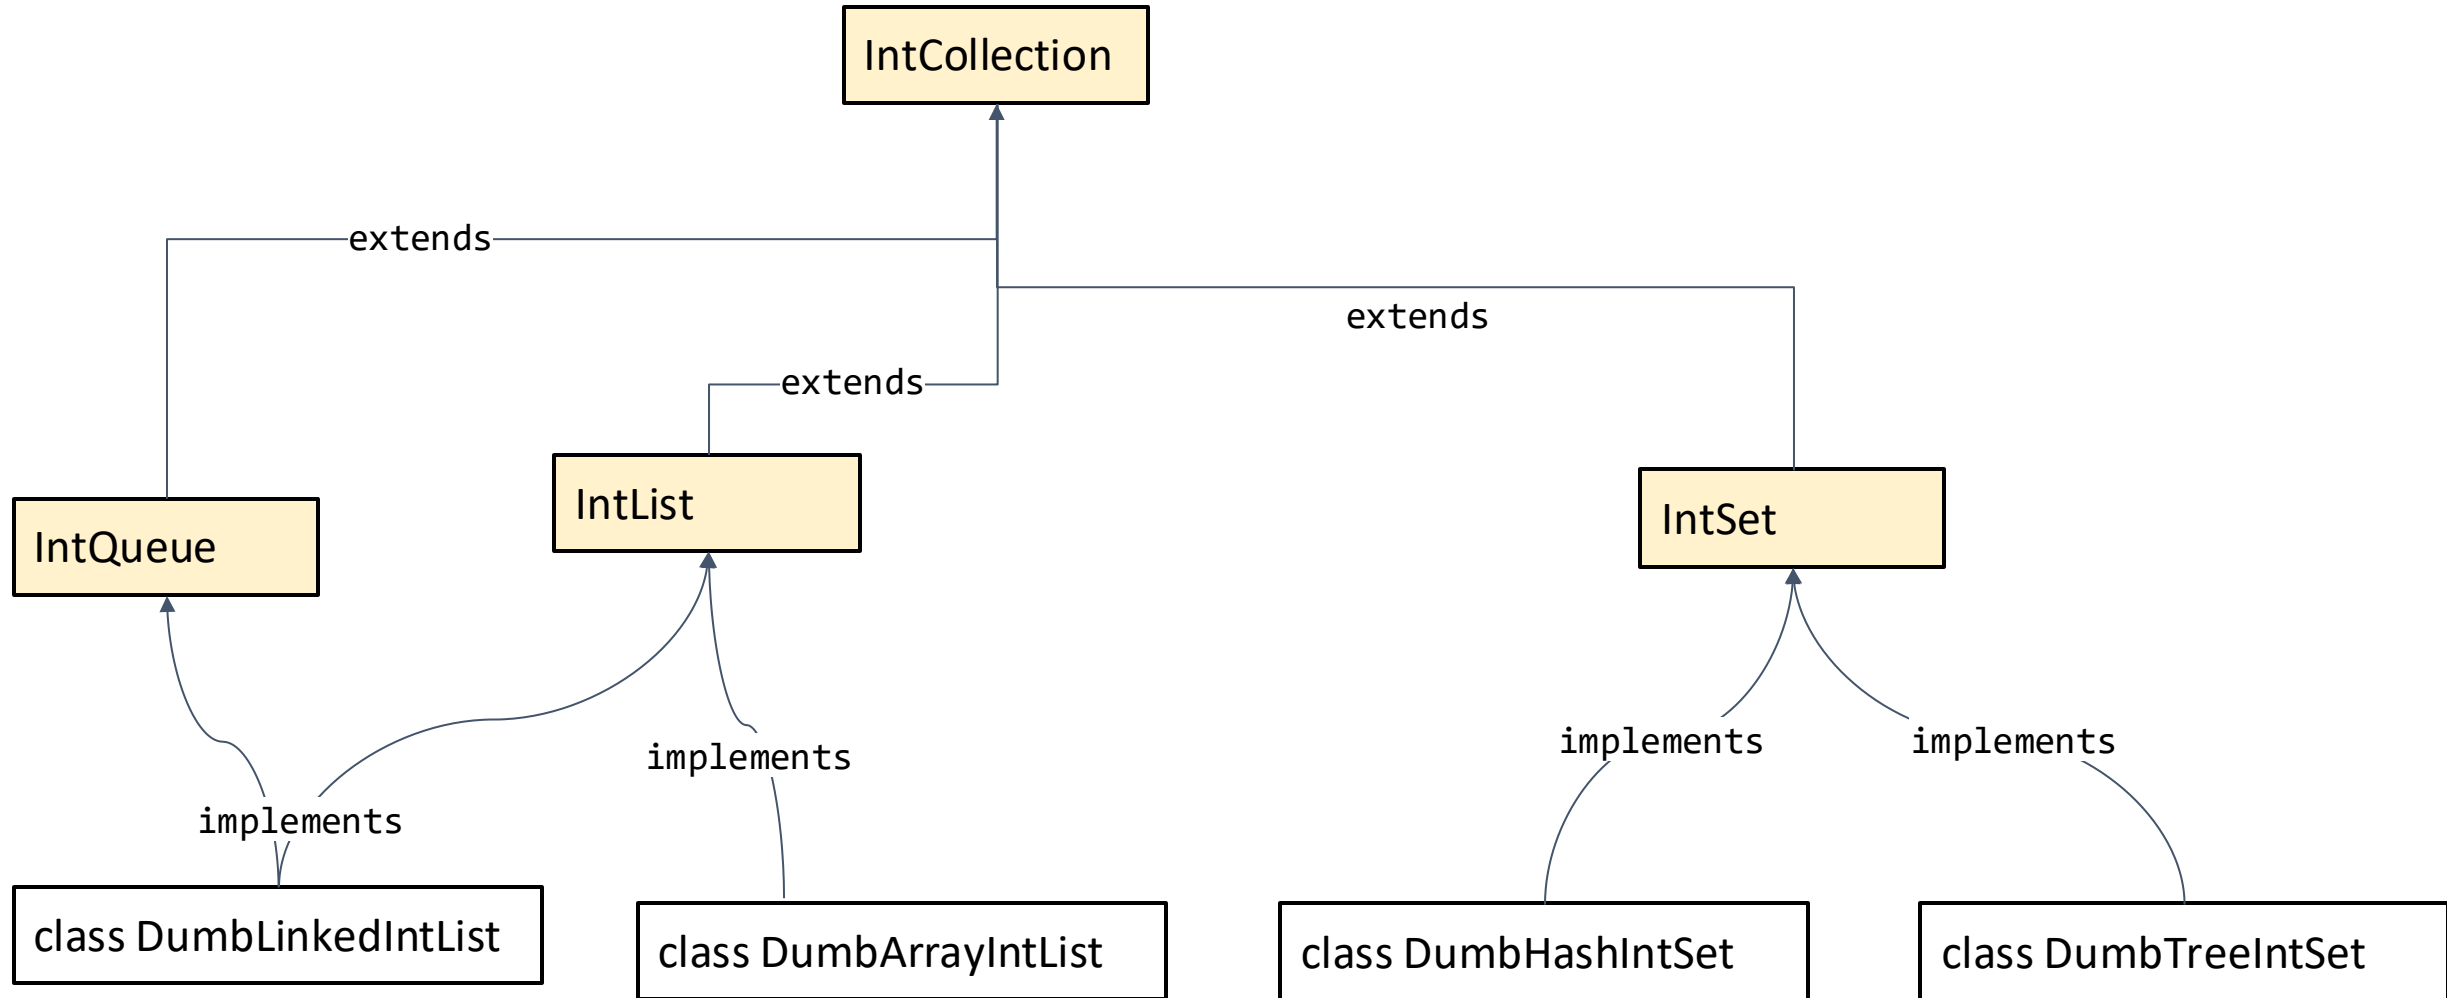 IntCollection
extends
extends
extends
IntList
IntSet
IntQueue
implements
implements
implements
implements
class DumbLinkedIntList
class DumbArrayIntList
class DumbHashIntSet
class DumbTreeIntSet